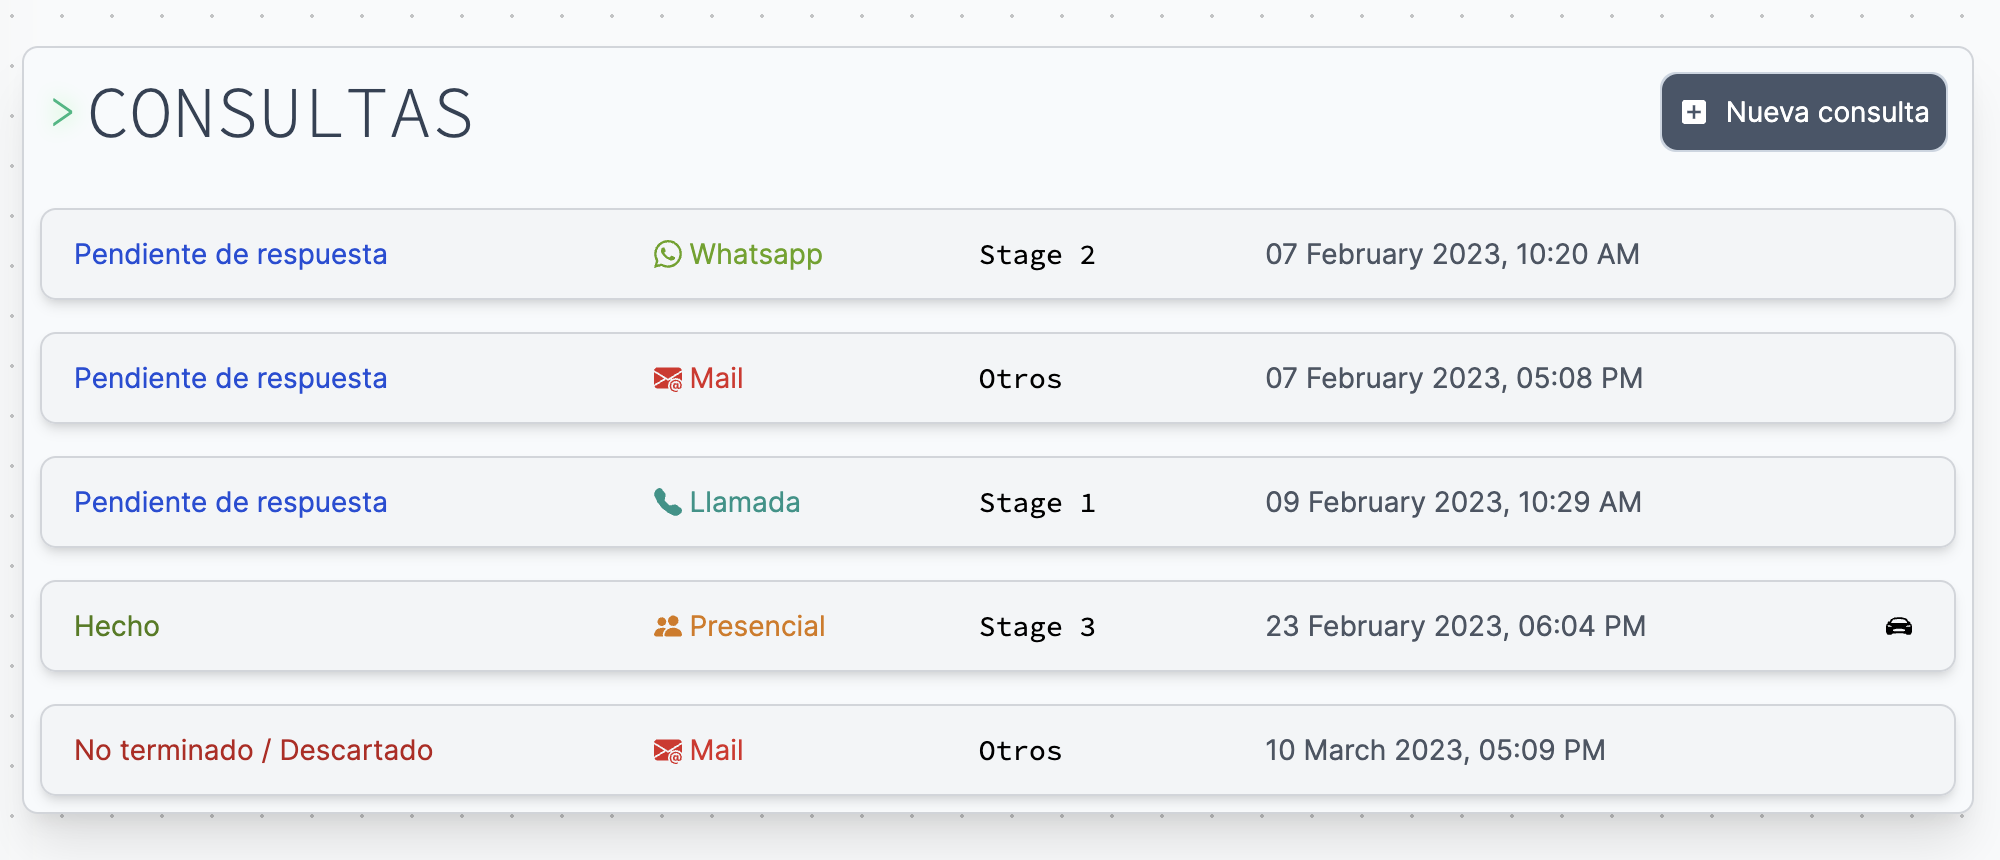 > CONSULTAS
Nueva consulta
Pendiente de respuesta Whatsapp Stage 2 07 February 2023, 10:20 AM
Pendiente de respuesta Mail Otros 07 February 2023, 05:08 PM
Pendiente de respuesta Llamada Stage 1 09 February 2023, 10:29 AM
Hecho Presencial Stage 3 23 February 2023, 06:04 PM
No terminado / Descartado Mail Otros 10 March 2023, 05:09 PM